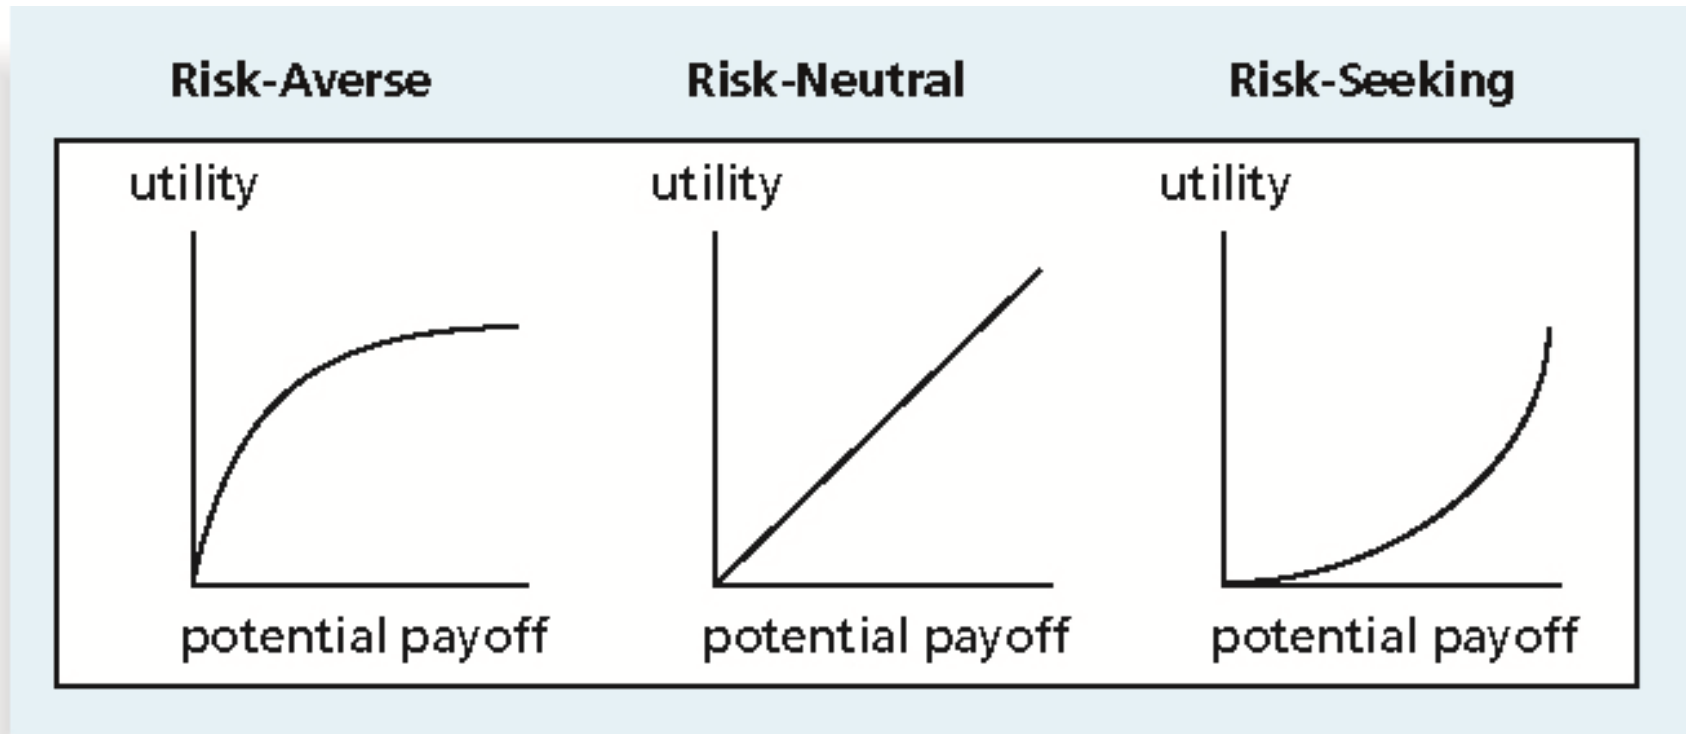 Risk-Averse
Risk-Neutral
Risk-Seeking
utility
utility
utility
potential payoff
potential payoff
potential payoff